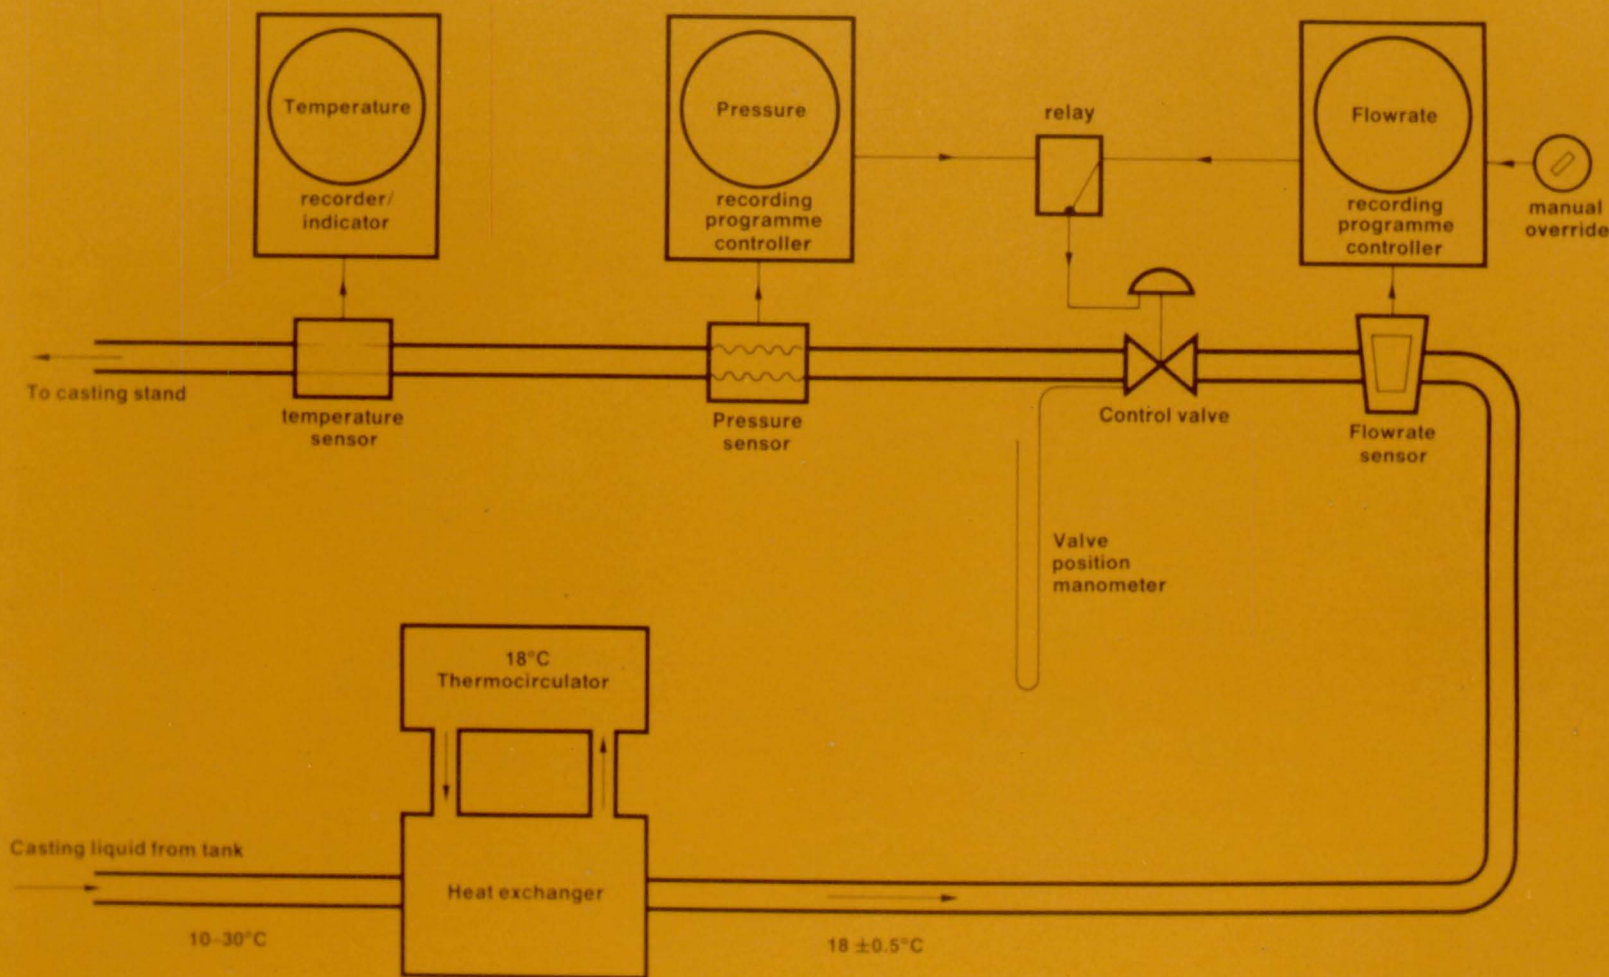 Temperature
recorder/
indicator
Pressure
recording
programme
controller
relay
Flowrate
recording
programme
controller
manual
override
To casting stand
temperature
sensor
Pressure
sensor
Control valve
Flowrate
sensor
Valve
position
manometer
18°C
Thermocirculator
Casting liquid from tank
Heat exchanger
10–30°C
18 ±0.5°C